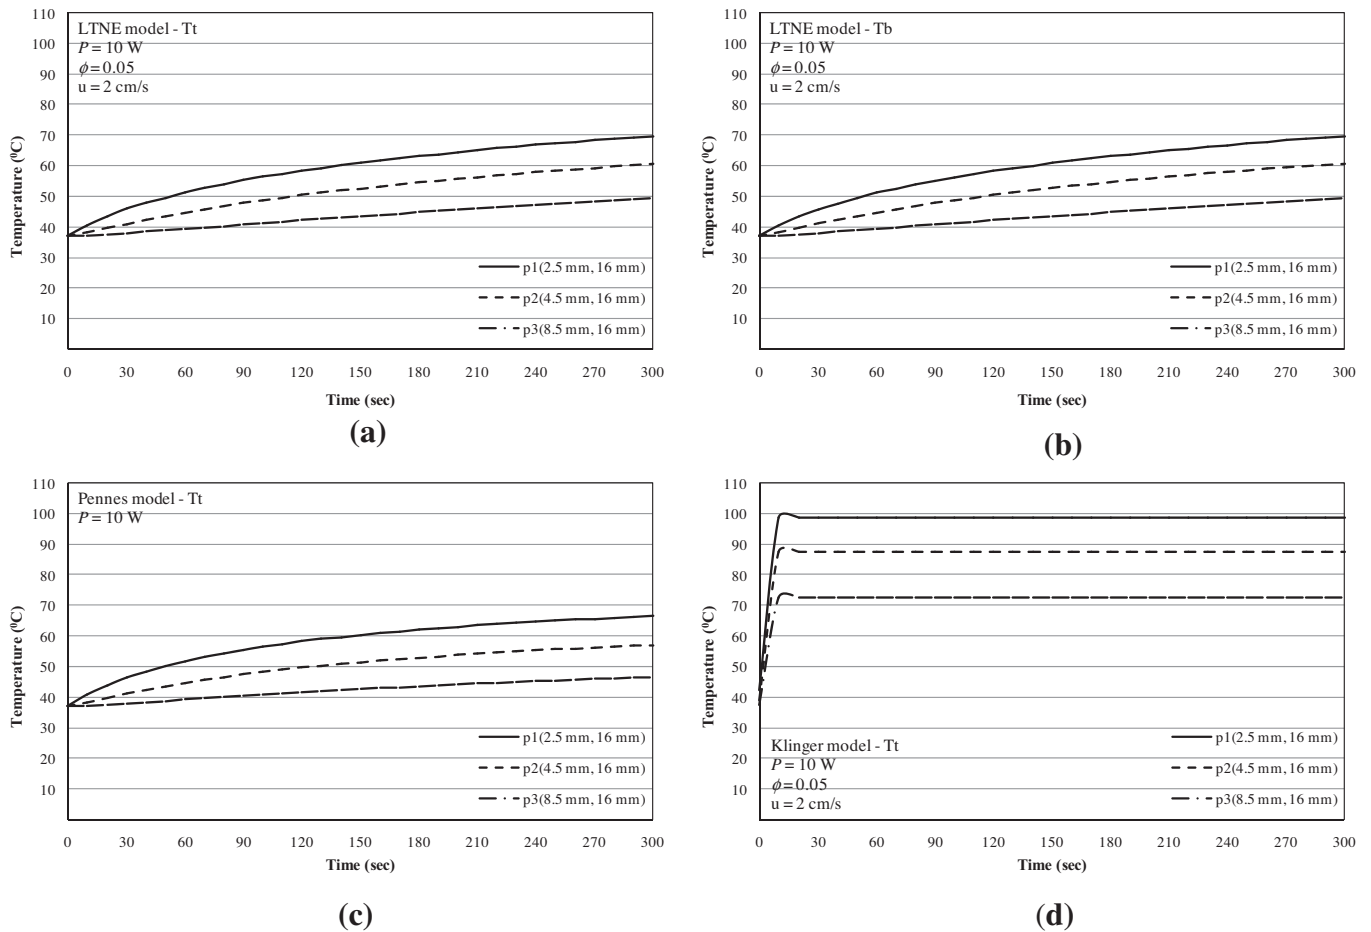 110
100
90
80
70
60
50
40
30
20
10
Temperature (⁰C)
LTNE model - Tt
P = 10 W
ϕ = 0.05
u = 2 cm/s
p1(2.5 mm, 16 mm)
p2(4.5 mm, 16 mm)
p3(8.5 mm, 16 mm)
0 30 60 90 120 150 180 210 240 270 300
Time (sec)
(a)
110
100
90
80
70
60
50
40
30
20
10
Temperature (⁰C)
LTNE model - Tb
P = 10 W
ϕ = 0.05
u = 2 cm/s
p1(2.5 mm, 16 mm)
p2(4.5 mm, 16 mm)
p3(8.5 mm, 16 mm)
0 30 60 90 120 150 180 210 240 270 300
Time (sec)
(b)
110
100
90
80
70
60
50
40
30
20
10
Temperature (⁰C)
Pennes model - Tt
P = 10 W
p1(2.5 mm, 16 mm)
p2(4.5 mm, 16 mm)
p3(8.5 mm, 16 mm)
0 30 60 90 120 150 180 210 240 270 300
Time (sec)
(c)
110
100
90
80
70
60
50
40
30
20
10
Temperature (⁰C)
Klinger model - Tt
P = 10 W
ϕ = 0.05
u = 2 cm/s
p1(2.5 mm, 16 mm)
p2(4.5 mm, 16 mm)
p3(8.5 mm, 16 mm)
0 30 60 90 120 150 180 210 240 270 300
Time (sec)
(d)